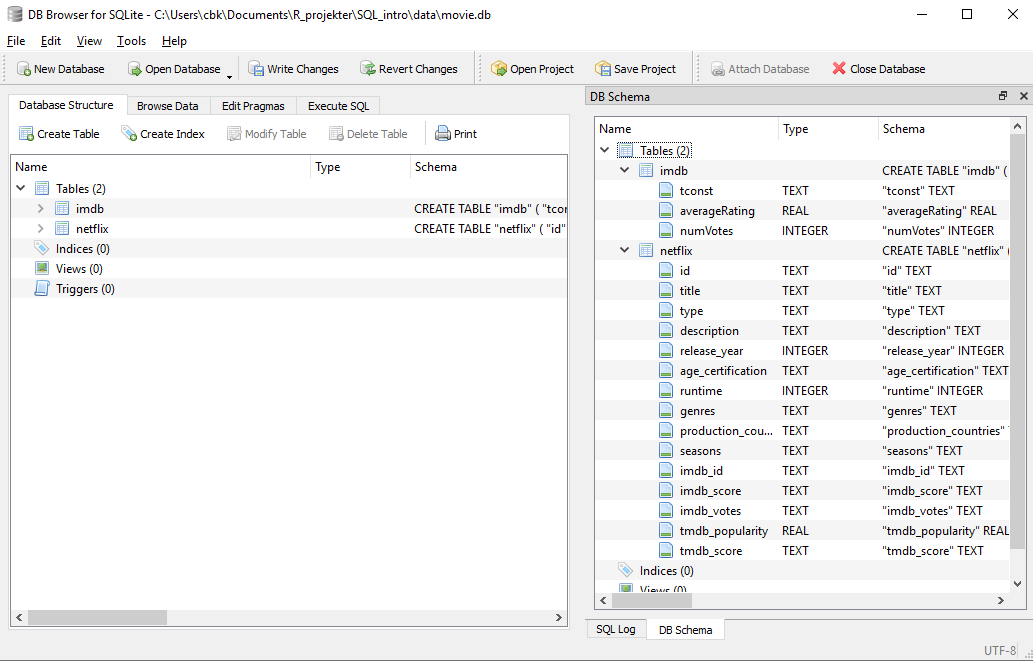 DB Browser for SQLite - C:\Users\cbk\Documents\R_projekter\SQL_intro\data\movie.db
File Edit View Tools Help
New Database Open Database Write Changes Revert Changes Open Project Save Project Attach Database Close Database
Database Structure Browse Data Edit Pragmas Execute SQL
Create Table Create Index Modify Table Delete Table Print
Name Type Schema
Tables (2)
imdb CREATE TABLE "imdb" ( "tcor
netflix CREATE TABLE "netflix" ( "id"
Indices (0)
Views (0)
Triggers (0)
DB Schema
Name Type Schema
Tables (2)
imdb CREATE TABLE "imdb" (
tconst TEXT "tconst" TEXT
averageRating REAL "averageRating" REAL
numVotes INTEGER "numVotes" INTEGER
netflix CREATE TABLE "netflix" (
id TEXT "id" TEXT
title TEXT "title" TEXT
type TEXT "type" TEXT
description TEXT "description" TEXT
release_year INTEGER "release_year" INTEGER
age_certification TEXT "age_certification" TEXT
runtime INTEGER "runtime" INTEGER
genres TEXT "genres" TEXT
production_cou... TEXT "production_countries"
seasons TEXT "seasons" TEXT
imdb_id TEXT "imdb_id" TEXT
imdb_score TEXT "imdb_score" TEXT
imdb_votes TEXT "imdb_votes" TEXT
tmdb_popularity REAL "tmdb_popularity" REAL
tmdb_score TEXT "tmdb_score" TEXT
Indices (0)
Views (0)
SQL Log DB Schema
UTF-8